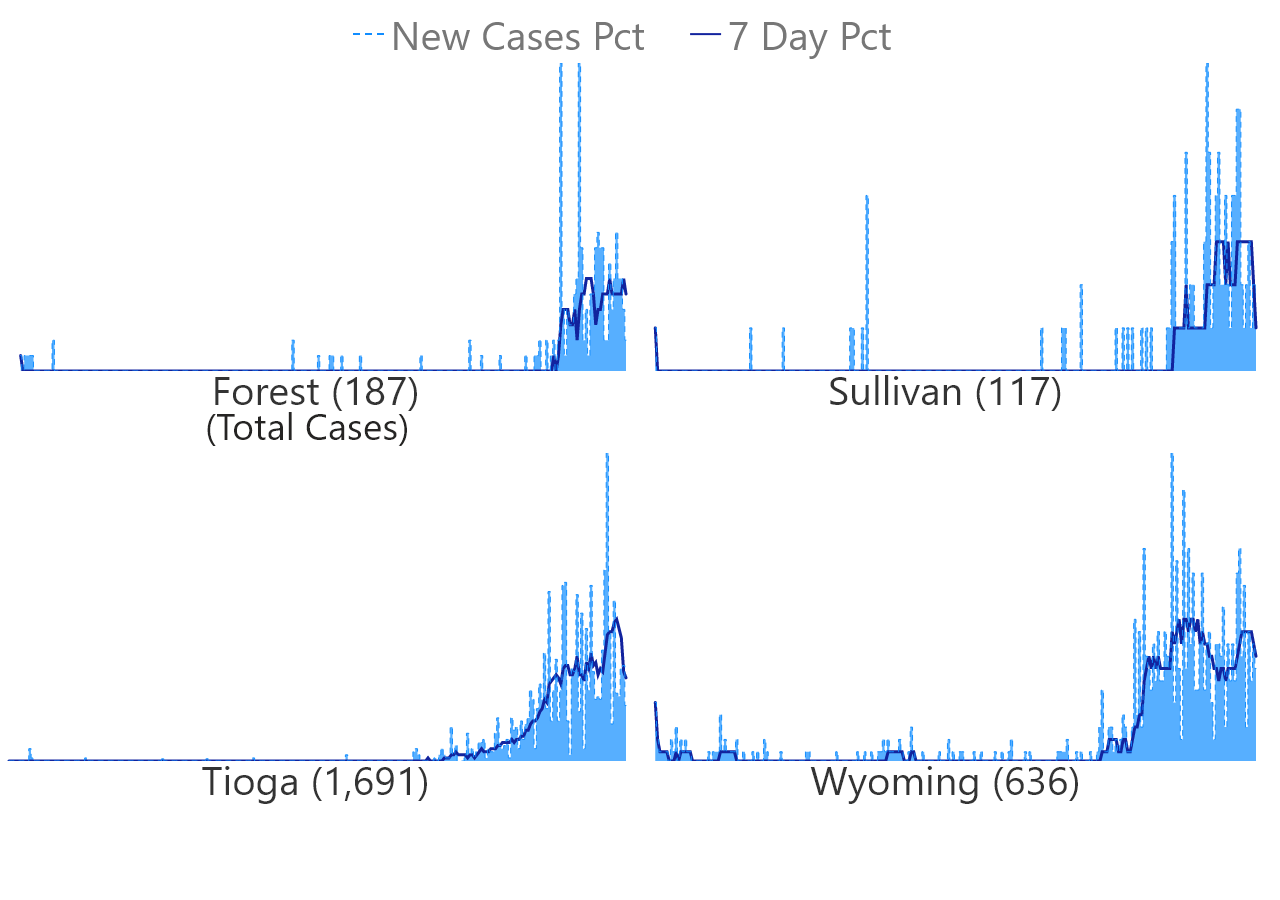 New Cases Pct 7 Day Pct
Forest (187) Sullivan (117)
(Total Cases)
Tioga (1,691) Wyoming (636)